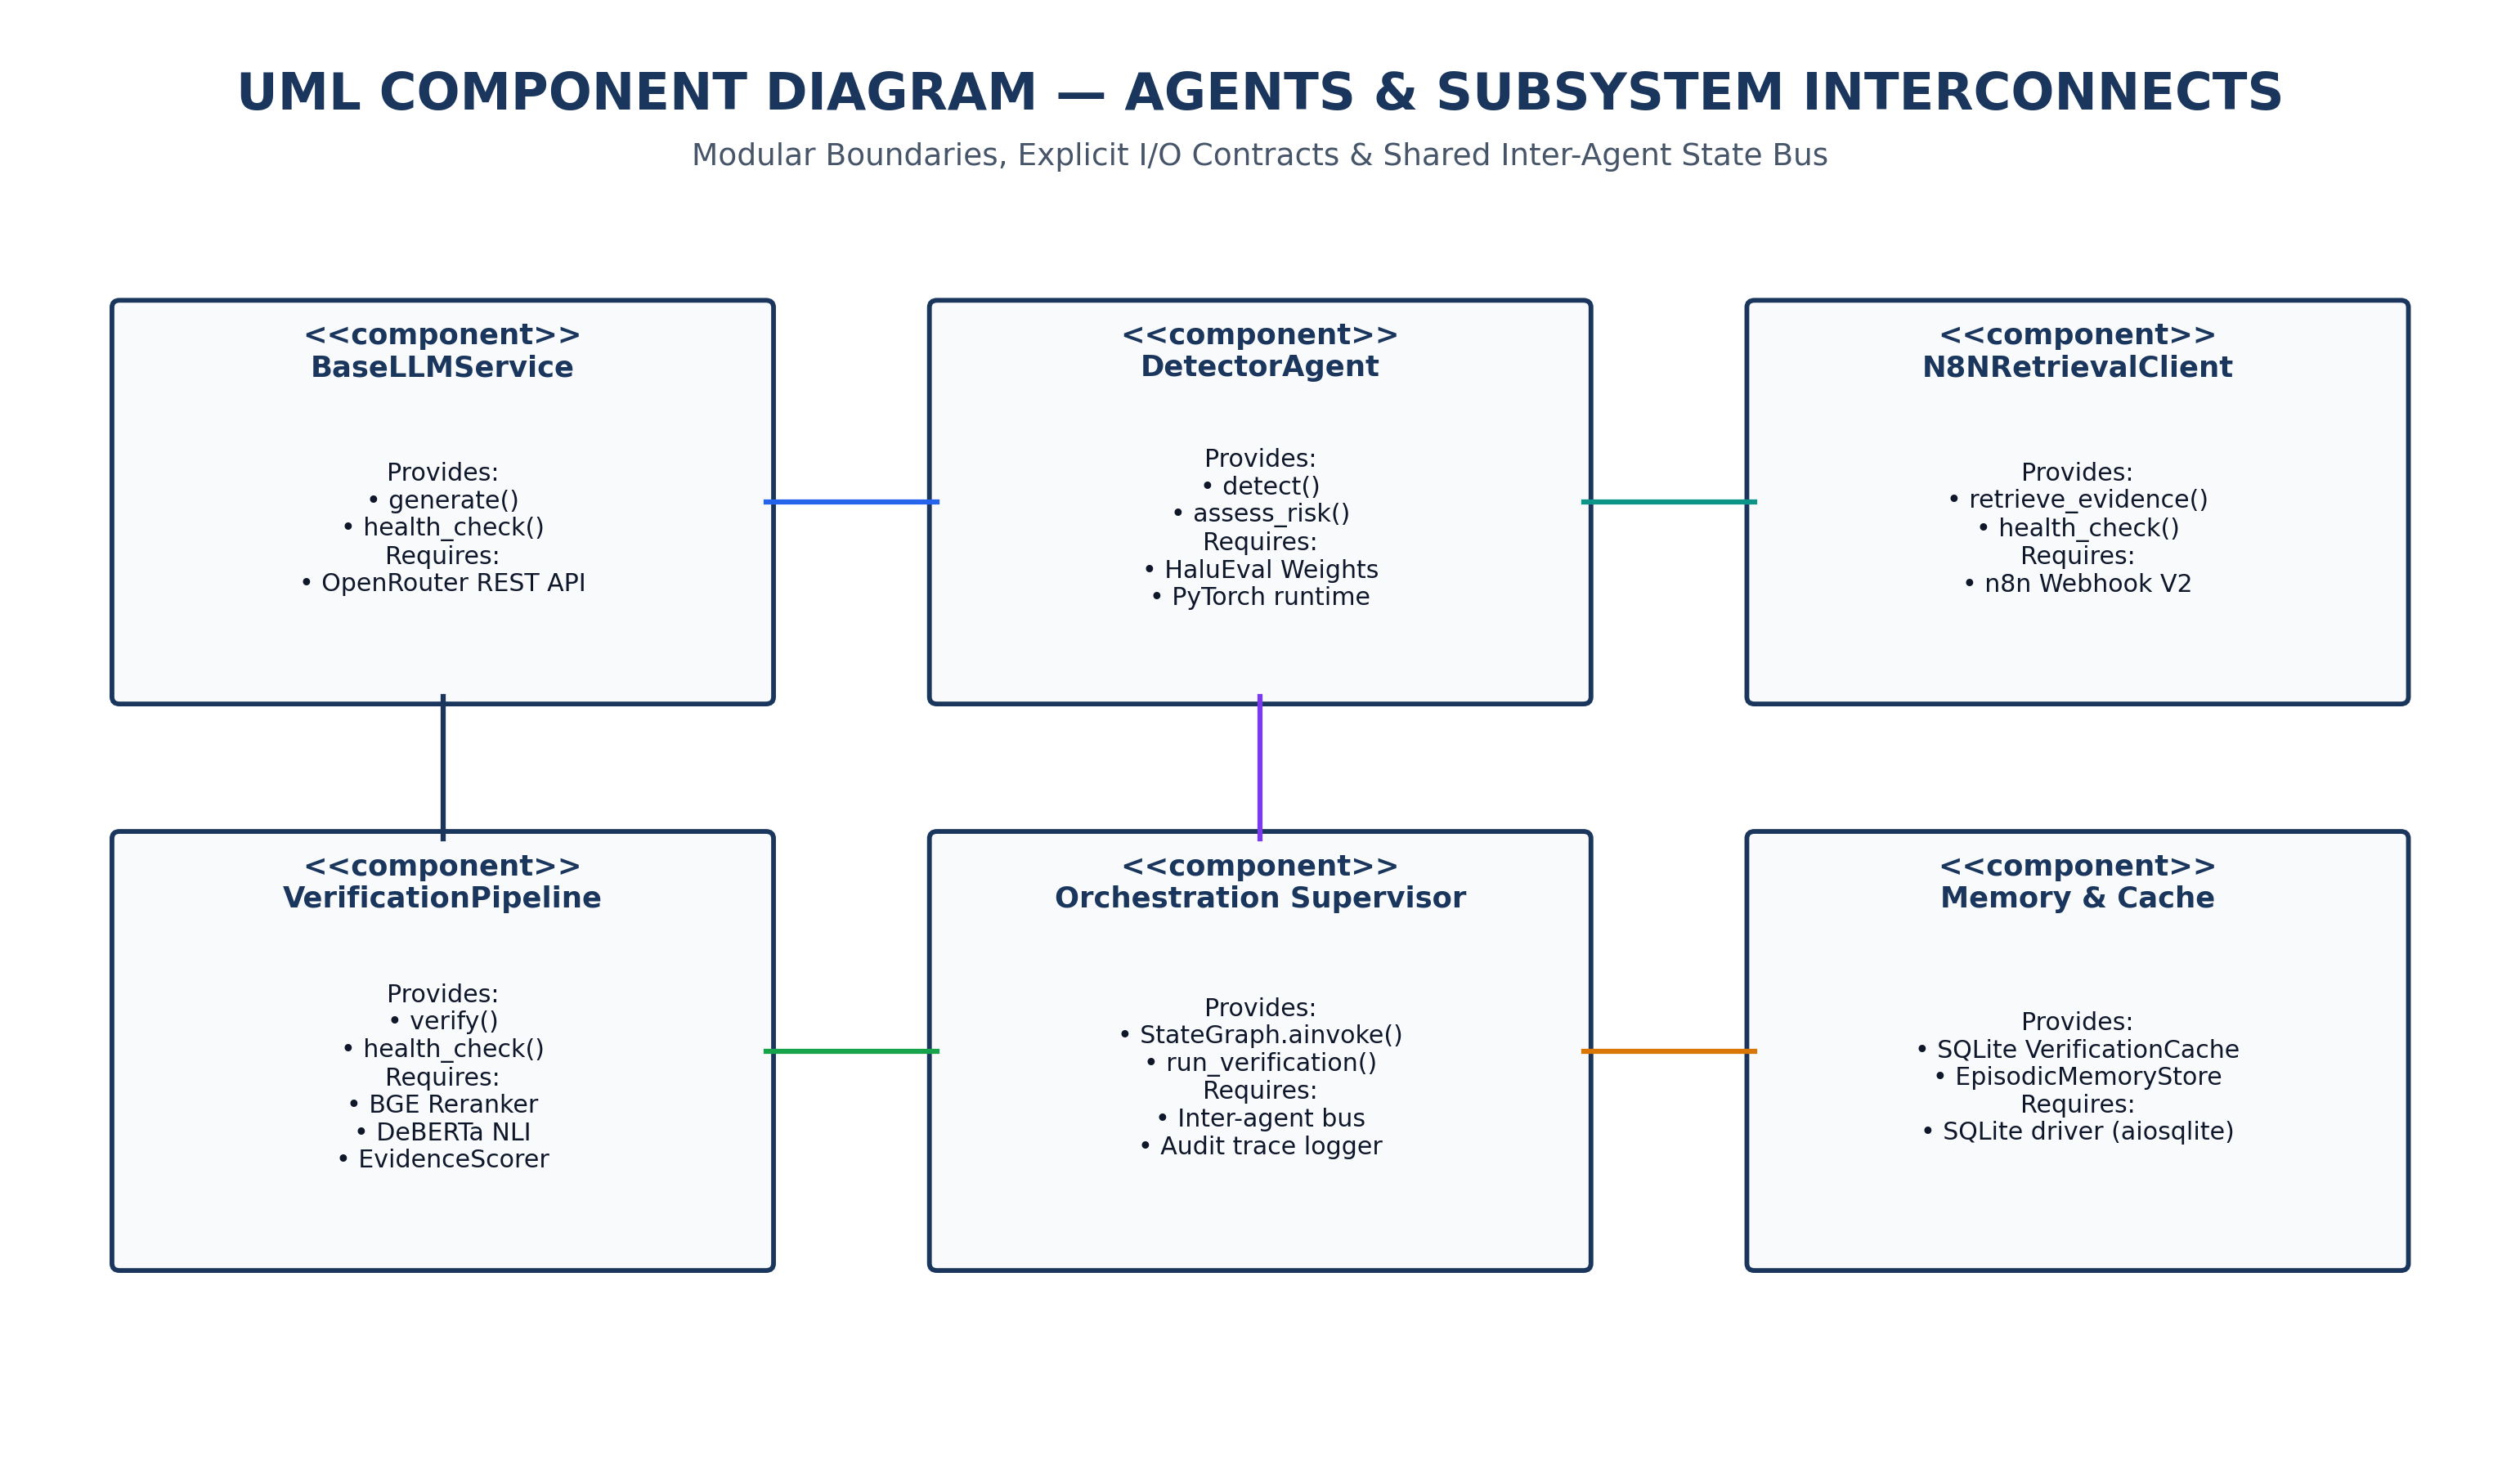 UML COMPONENT DIAGRAM — AGENTS & SUBSYSTEM INTERCONNECTS
Modular Boundaries, Explicit I/O Contracts & Shared Inter-Agent State Bus
<<component>>
BaseLLMService
Provides:
• generate()
• health_check()
Requires:
• OpenRouter REST API
<<component>>
DetectorAgent
Provides:
• detect()
• assess_risk()
Requires:
• HaluEval Weights
• PyTorch runtime
<<component>>
N8NRetrievalClient
Provides:
• retrieve_evidence()
• health_check()
Requires:
• n8n Webhook V2
<<component>>
VerificationPipeline
Provides:
• verify()
• health_check()
Requires:
• BGE Reranker
• DeBERTa NLI
• EvidenceScorer
<<component>>
Orchestration Supervisor
Provides:
• StateGraph.ainvoke()
• run_verification()
Requires:
• Inter-agent bus
• Audit trace logger
<<component>>
Memory & Cache
Provides:
• SQLite VerificationCache
• EpisodicMemoryStore
Requires:
• SQLite driver (aiosqlite)